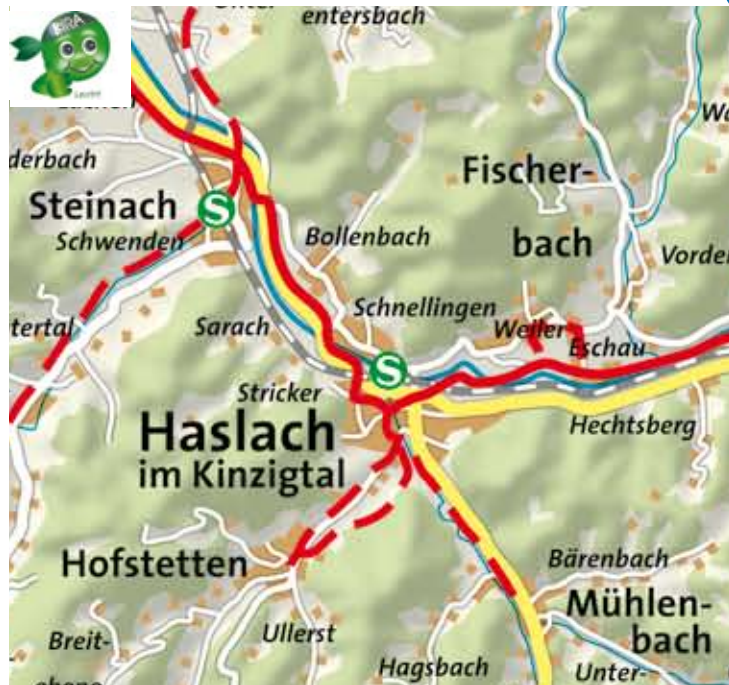 entersbach
derbach
Steinach
S
Schwenden
Bollenbach
Fischer-
bach
Vorde
tertal
Sarach
Schnellingen
Weiler
Eschau
S
Stricker
Haslach
im Kinzigtal
Hechtsberg
Hofstetten
Bärenbach
Mühlen-
bach
Ullerst
Breit-
Hagsbach
Unter-